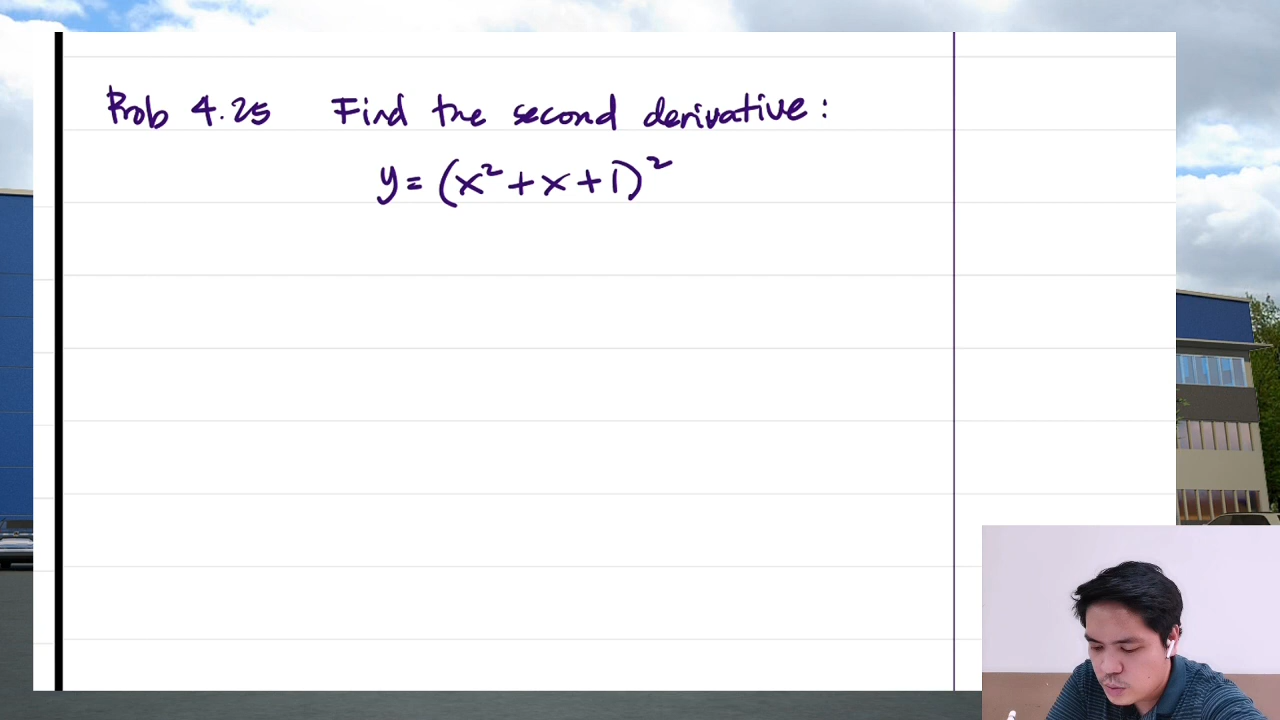 Prob 4.25 Find the second derivative:
y = (x² + x + 1)²